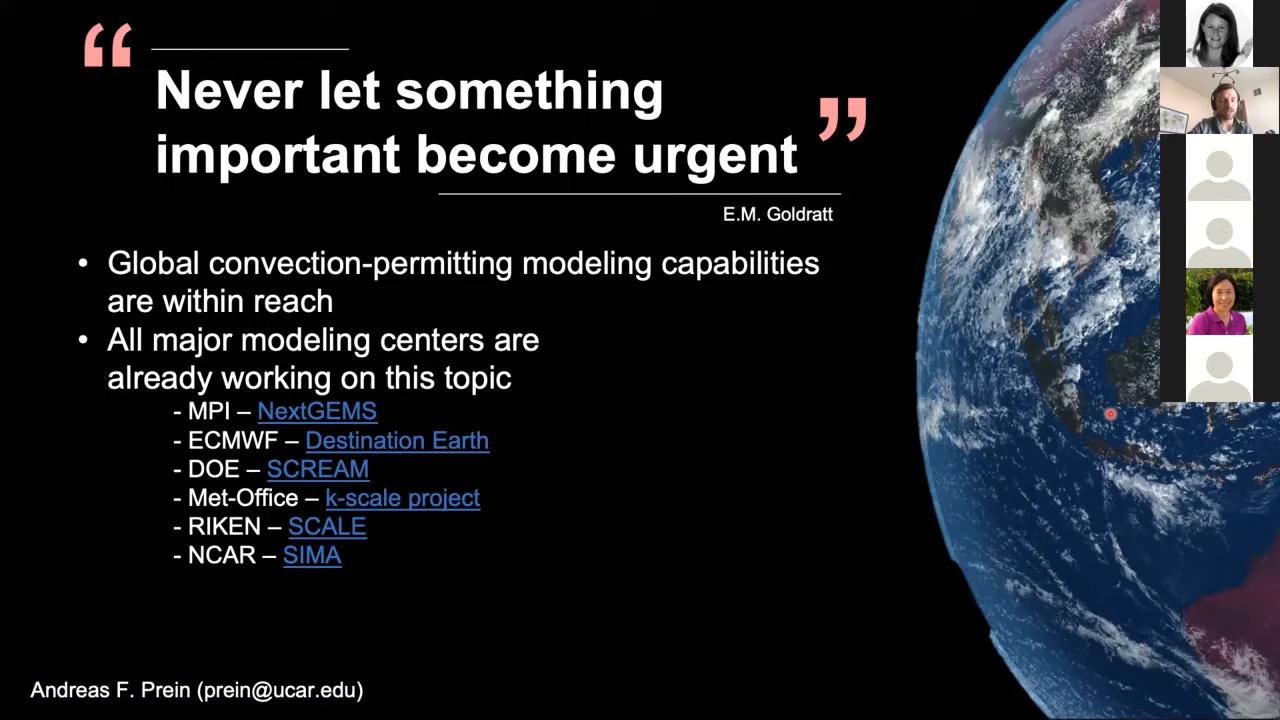 “
Never let something
important become urgent
”
E.M. Goldratt
• Global convection-permitting modeling capabilities
are within reach
• All major modeling centers are
already working on this topic
- MPI – NextGEMS
- ECMWF – Destination Earth
- DOE – SCREAM
- Met-Office – k-scale project
- RIKEN – SCALE
- NCAR – SIMA
Andreas F. Prein (prein@ucar.edu)